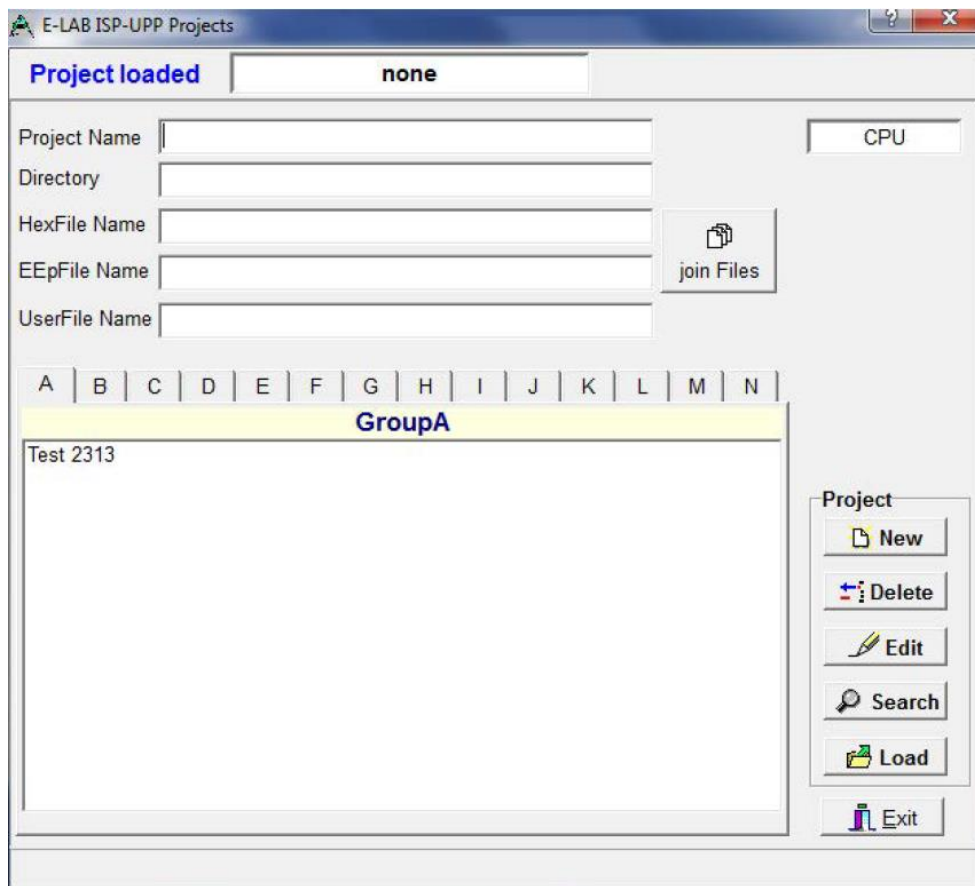 E-LAB ISP-UPP Projects
?
X
Project loaded none
Project Name
CPU
Directory
HexFile Name
join Files
EEpFile Name
UserFile Name
A B C D E F G H I J K L M N
GroupA
Test 2313
Project
New
Delete
Edit
Search
Load
Exit